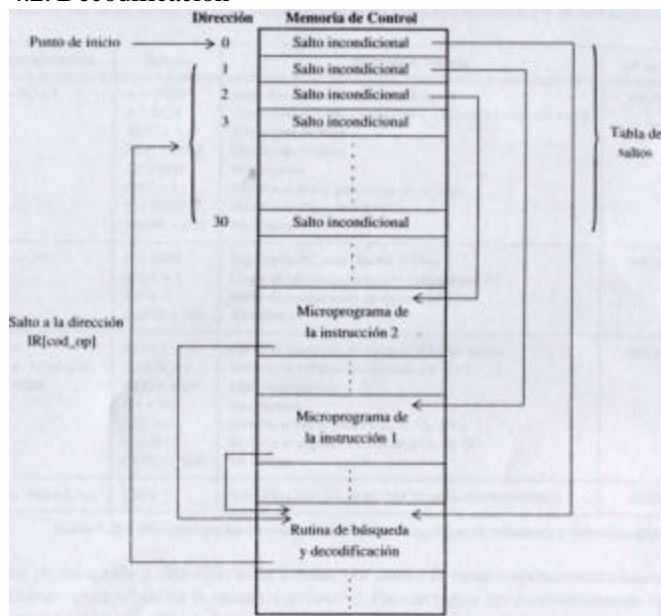 4.2. Decodificación
Dirección Memoria de Control
Punto de inicio 0 Salto incondicional
1 Salto incondicional
2 Salto incondicional
3 Salto incondicional
Tabla de
saltos
30 Salto incondicional
Microprograma de
la instrucción 2
Salto a la dirección
IR[cod_op]
Microprograma de
la instrucción 1
Rutina de búsqueda
y decodificación